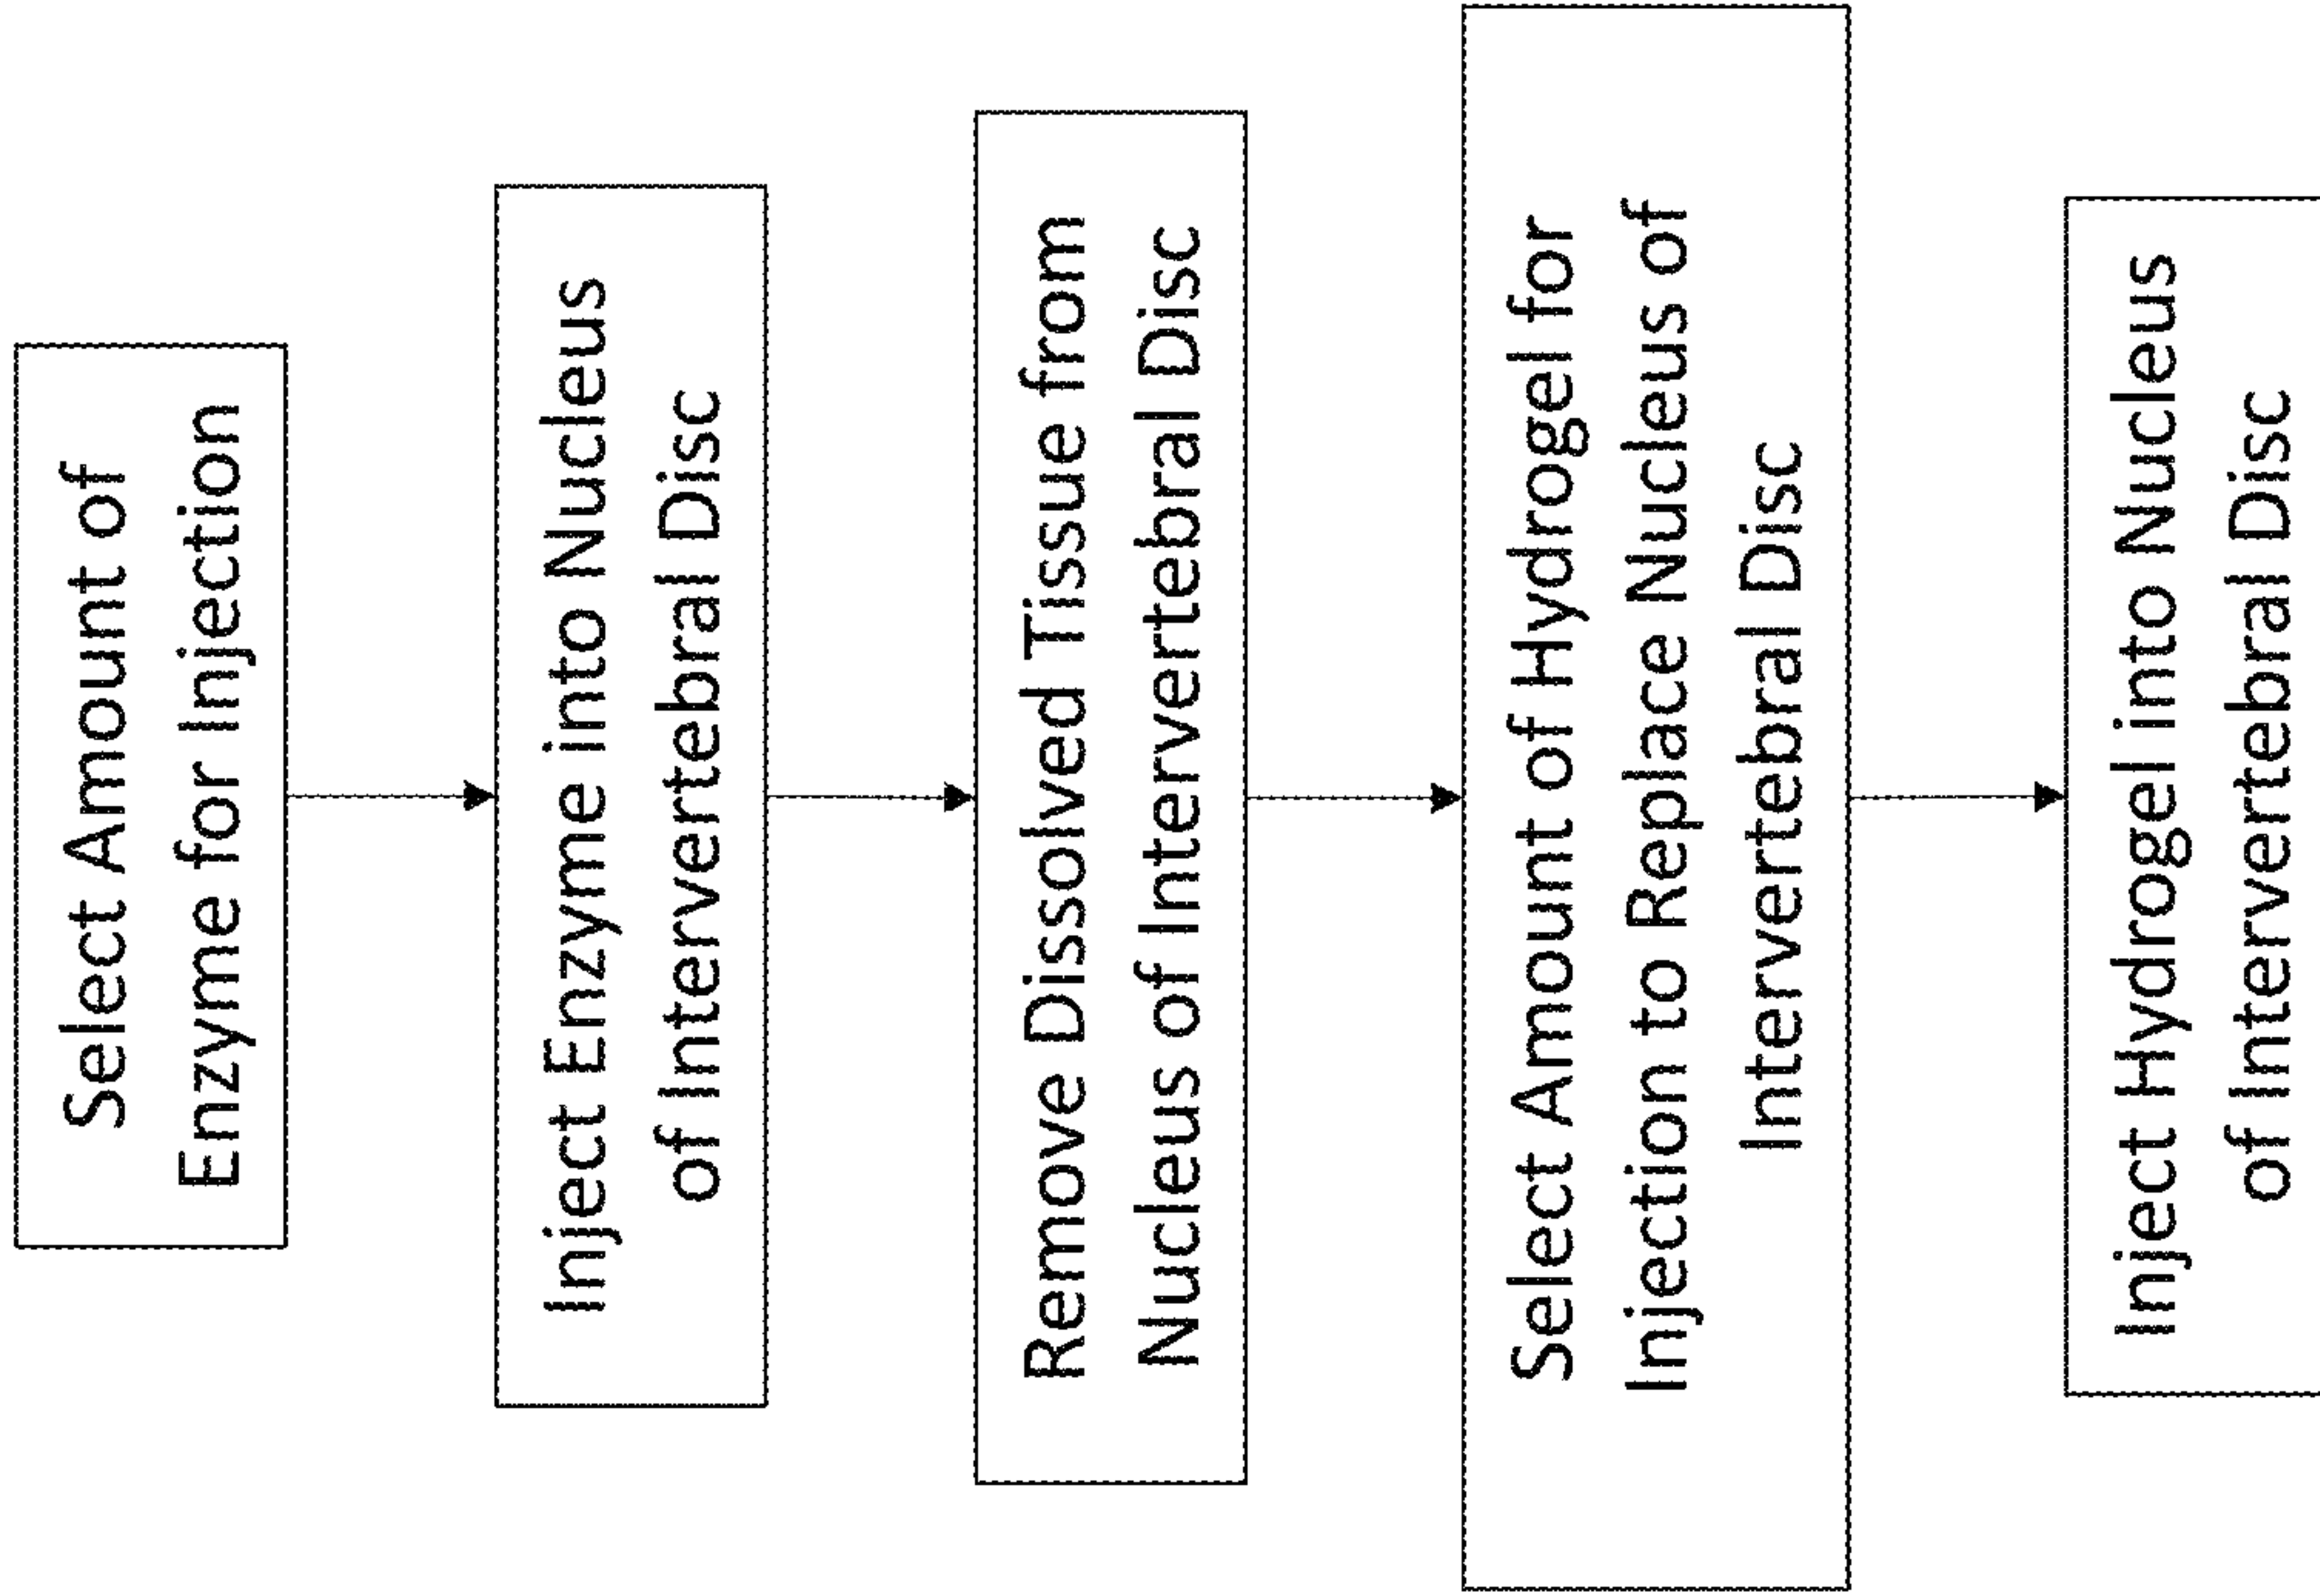 Select Amount of
Enzyme for Injection
Inject Enzyme into Nucleus
of Intervertebral Disc
Remove Dissolved Tissue from
Nucleus of Intervertebral Disc
Select Amount of Hydrogel for
Injection to Replace Nucleus of
Intervertebral Disc
Inject Hydrogel into Nucleus
of Intervertebral Disc